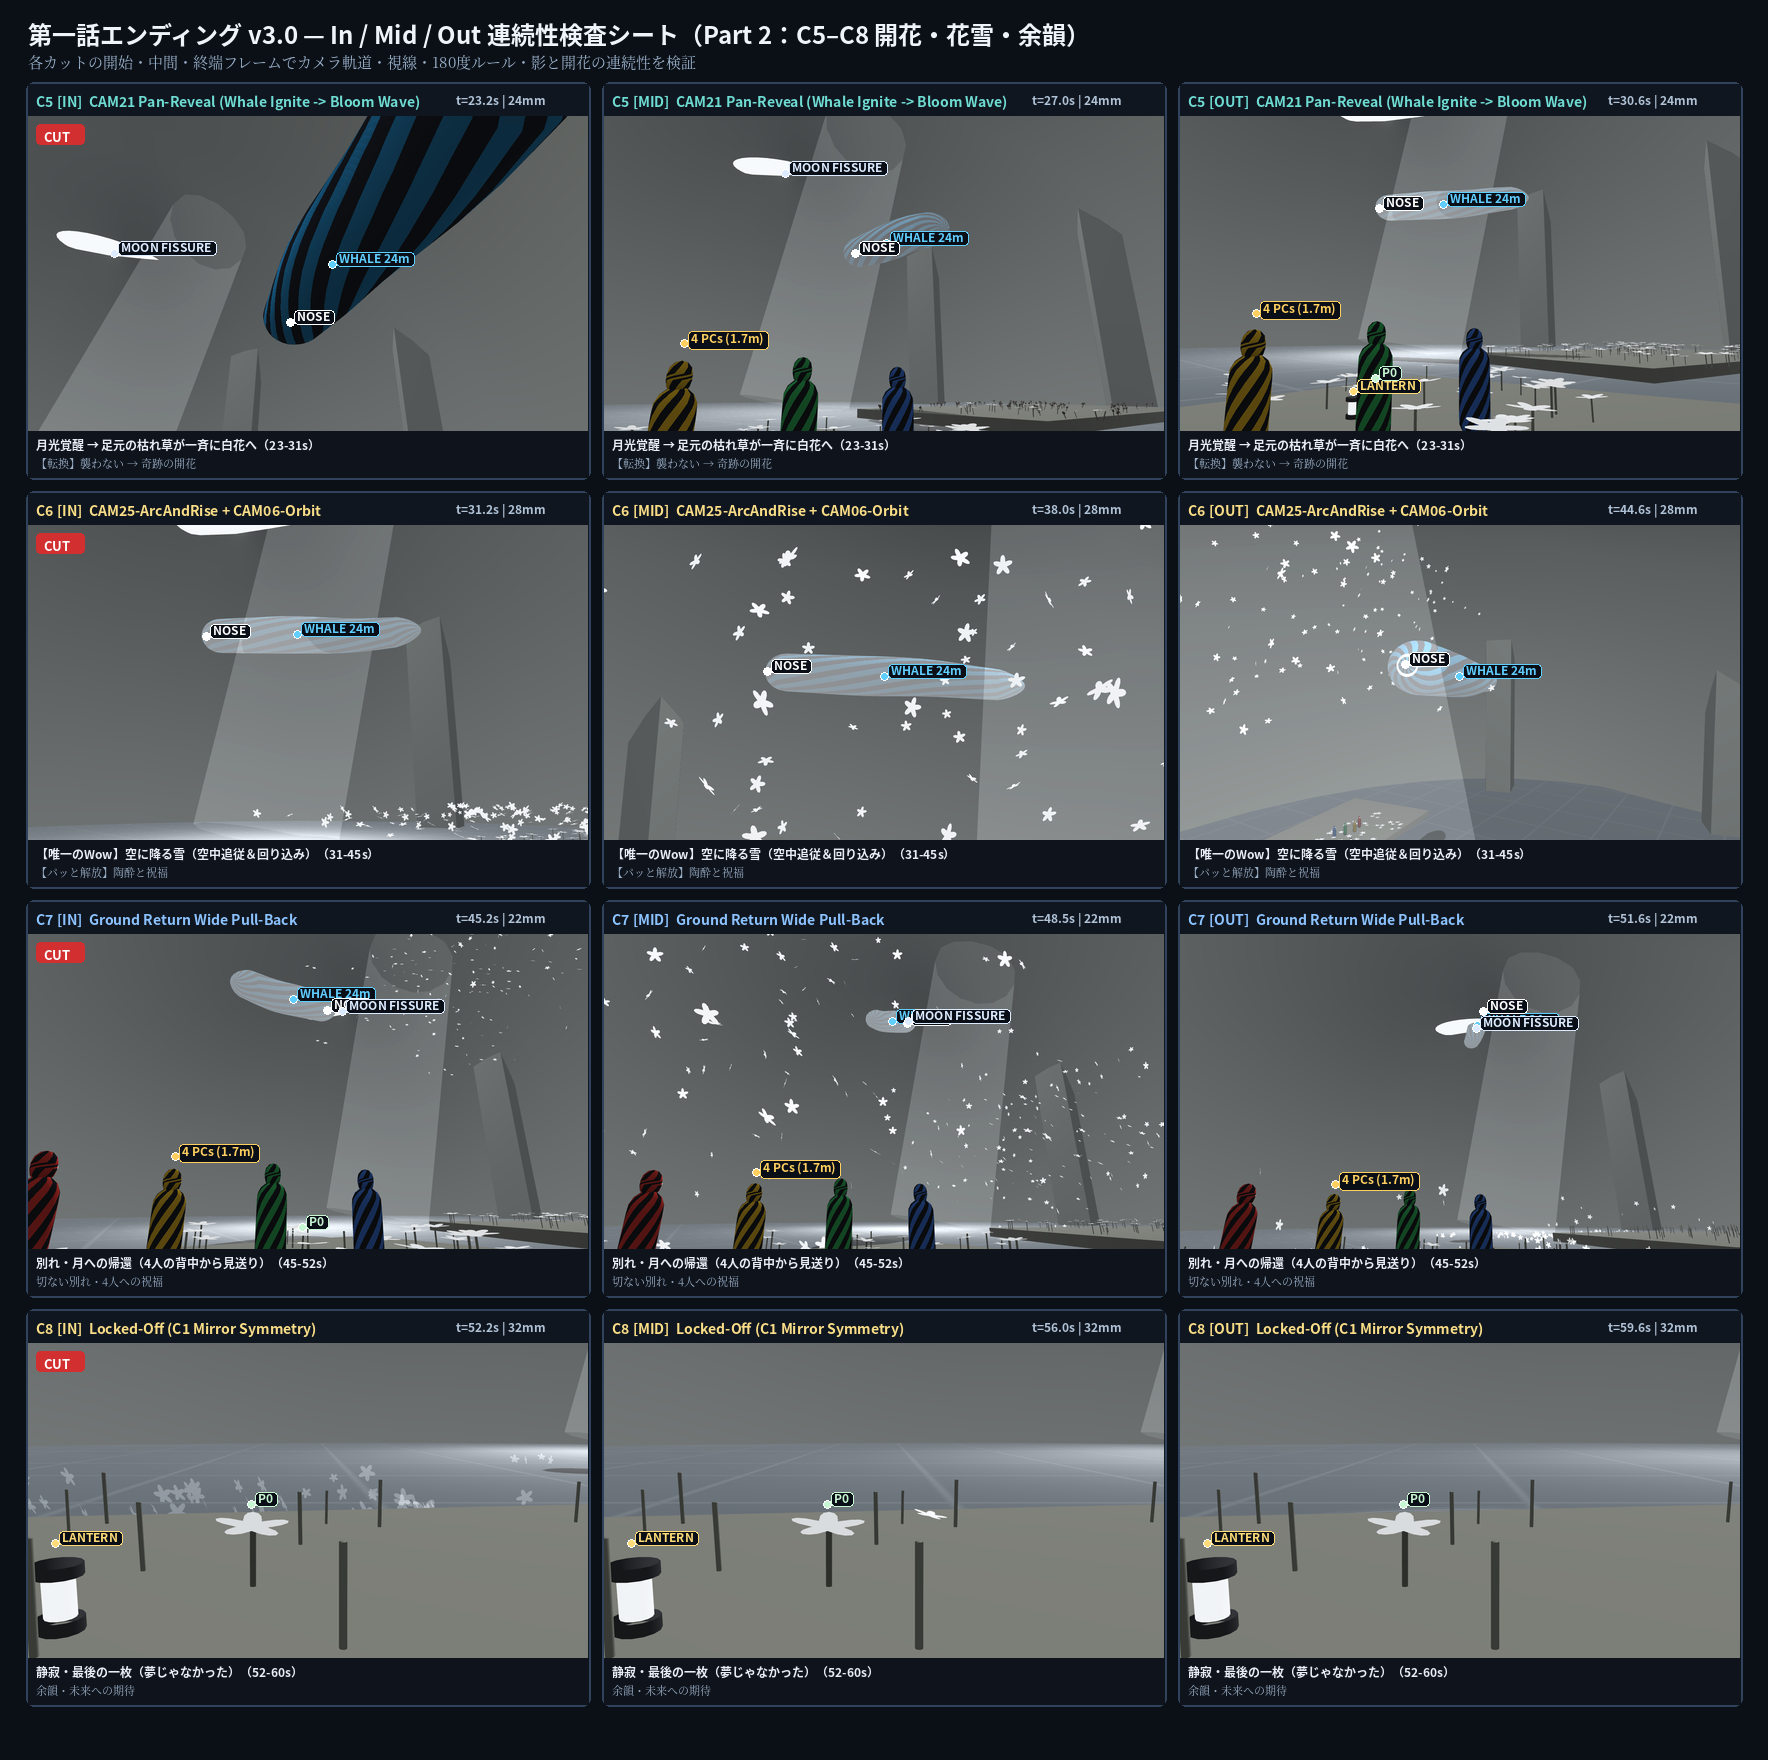 第一話エンディング v3.0 — In / Mid / Out 連続性検査シート（Part 2：C5–C8 開花・花雪・余韻）
各カットの開始・中間・終端フレームでカメラ軌道・視線・180度ルール・影と開花の連続性を検証
C5 [IN] CAM21 Pan-Reveal (Whale Ignite -> Bloom Wave) t=23.2s | 24mm
CUT
MOON FISSURE
WHALE 24m
NOSE
月光覚醒 → 足元の枯れ草が一斉に白花へ（23-31s）
【転換】襲わない → 奇跡の開花
C5 [MID] CAM21 Pan-Reveal (Whale Ignite -> Bloom Wave) t=27.0s | 24mm
MOON FISSURE
WHALE 24m
NOSE
4 PCs (1.7m)
月光覚醒 → 足元の枯れ草が一斉に白花へ（23-31s）
【転換】襲わない → 奇跡の開花
C5 [OUT] CAM21 Pan-Reveal (Whale Ignite -> Bloom Wave) t=30.6s | 24mm
NOSE
WHALE 24m
4 PCs (1.7m)
P0
LANTERN
月光覚醒 → 足元の枯れ草が一斉に白花へ（23-31s）
【転換】襲わない → 奇跡の開花
C6 [IN] CAM25-ArcAndRise + CAM06-Orbit t=31.2s | 28mm
CUT
NOSE
WHALE 24m
【唯一のWow】空に降る雪（空中追従＆回り込み）（31-45s）
【パッと解放】陶酔と祝福
C6 [MID] CAM25-ArcAndRise + CAM06-Orbit t=38.0s | 28mm
NOSE
WHALE 24m
【唯一のWow】空に降る雪（空中追従＆回り込み）（31-45s）
【パッと解放】陶酔と祝福
C6 [OUT] CAM25-ArcAndRise + CAM06-Orbit t=44.6s | 28mm
NOSE
WHALE 24m
【唯一のWow】空に降る雪（空中追従＆回り込み）（31-45s）
【パッと解放】陶酔と祝福
C7 [IN] Ground Return Wide Pull-Back t=45.2s | 22mm
CUT
WHALE 24m
MOON FISSURE
4 PCs (1.7m)
P0
別れ・月への帰還（4人の背中から見送り）（45-52s）
切ない別れ・4人への祝福
C7 [MID] Ground Return Wide Pull-Back t=48.5s | 22mm
MOON FISSURE
4 PCs (1.7m)
別れ・月への帰還（4人の背中から見送り）（45-52s）
切ない別れ・4人への祝福
C7 [OUT] Ground Return Wide Pull-Back t=51.6s | 22mm
NOSE
MOON FISSURE
4 PCs (1.7m)
別れ・月への帰還（4人の背中から見送り）（45-52s）
切ない別れ・4人への祝福
C8 [IN] Locked-Off (C1 Mirror Symmetry) t=52.2s | 32mm
CUT
P0
LANTERN
静寂・最後の一枚（夢じゃなかった）（52-60s）
余韻・未来への期待
C8 [MID] Locked-Off (C1 Mirror Symmetry) t=56.0s | 32mm
P0
LANTERN
静寂・最後の一枚（夢じゃなかった）（52-60s）
余韻・未来への期待
C8 [OUT] Locked-Off (C1 Mirror Symmetry) t=59.6s | 32mm
P0
LANTERN
静寂・最後の一枚（夢じゃなかった）（52-60s）
余韻・未来への期待